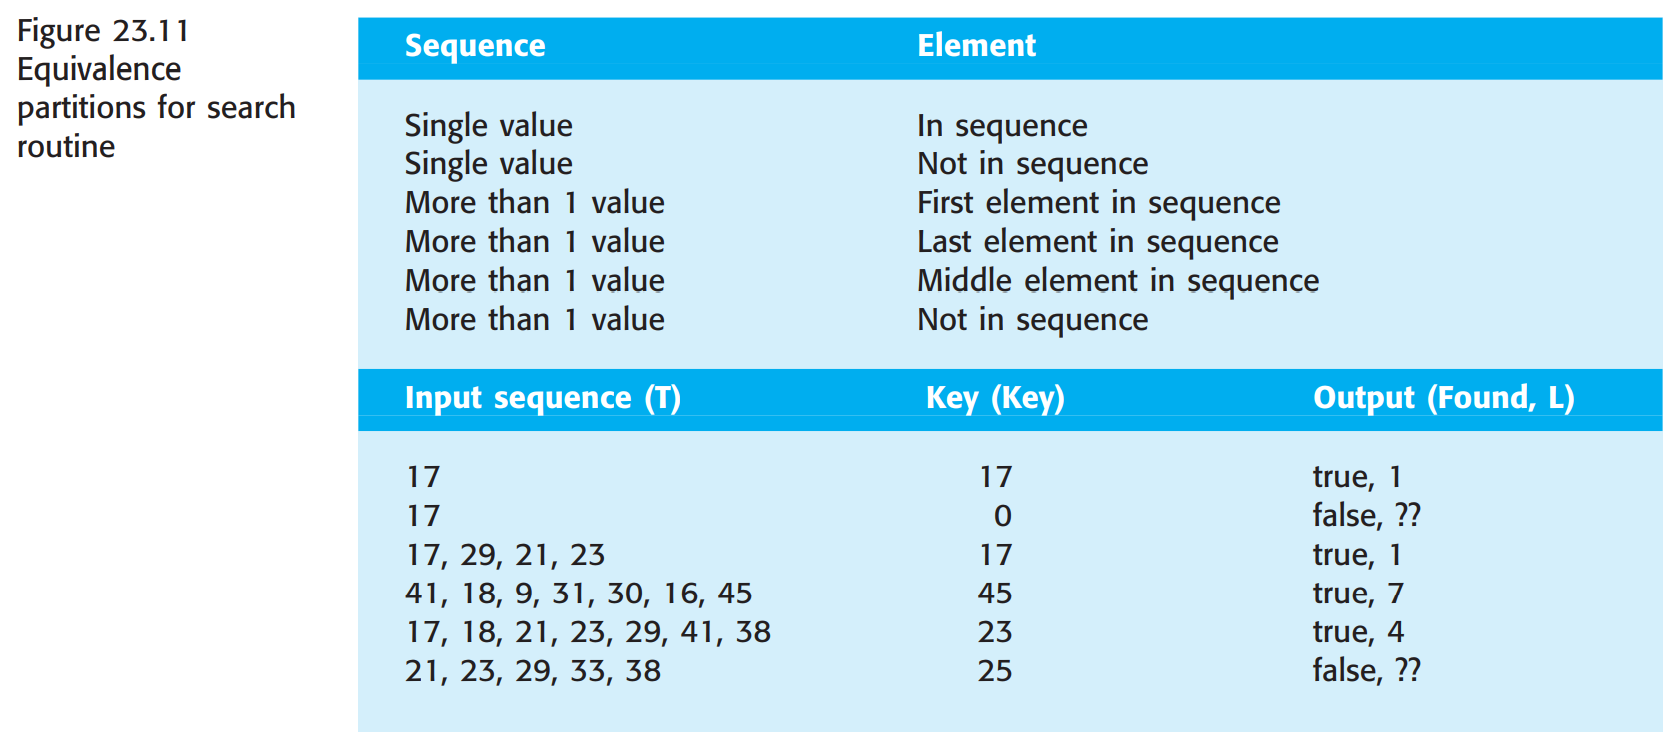 Figure 23.11
Equivalence
partitions for search
routine
Sequence Element
Single value In sequence
Single value Not in sequence
More than 1 value First element in sequence
More than 1 value Last element in sequence
More than 1 value Middle element in sequence
More than 1 value Not in sequence
Input sequence (T) Key (Key) Output (Found, L)
17 17 true, 1
17 0 false, ??
17, 29, 21, 23 17 true, 1
41, 18, 9, 31, 30, 16, 45 45 true, 7
17, 18, 21, 23, 29, 41, 38 23 true, 4
21, 23, 29, 33, 38 25 false, ??